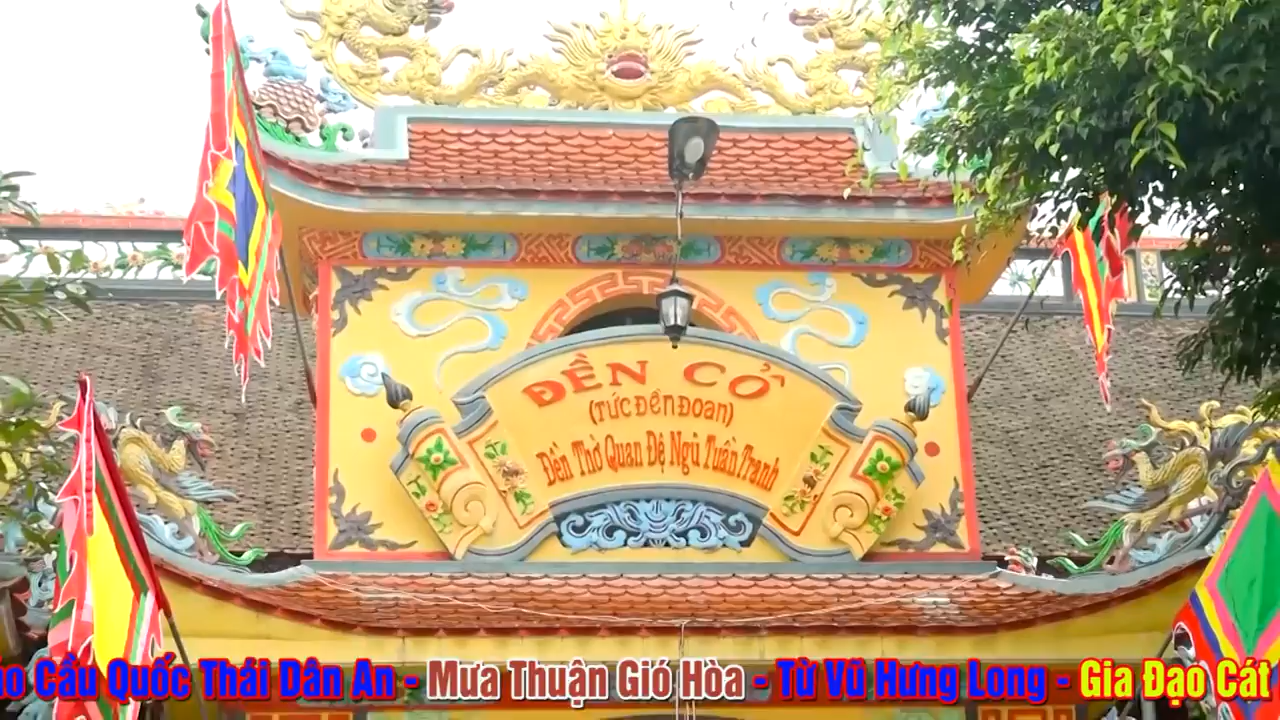 ĐỀN CỔ
(TỨC ĐỀN ĐOAN)
Đền Thờ Quan Đệ Ngũ Tuần Tranh
Cầu Quốc Thái Dân An - Mưa Thuận Gió Hòa - Từ Vũ Hưng Long - Gia Đạo Cát